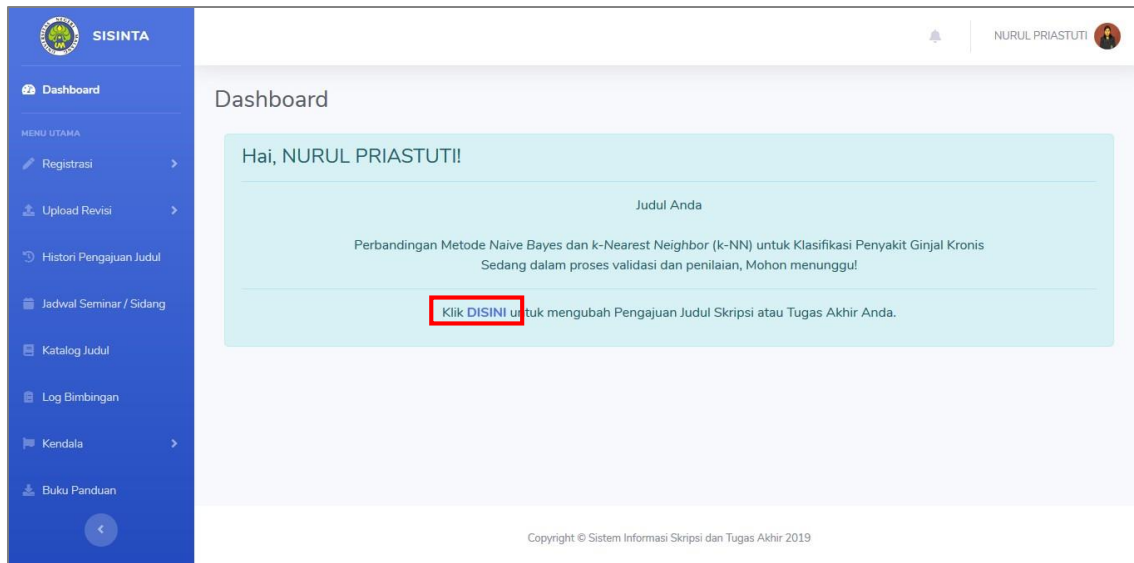 SISINTA
NURUL PRIASTUTI
Dashboard
Dashboard
MENU UTAMA
Registrasi
Upload Revisi
Histori Pengajuan Judul
Jadwal Seminar / Sidang
Katalog Judul
Log Bimbingan
Kendala
Buku Panduan
Hai, NURUL PRIASTUTI!
Judul Anda
Perbandingan Metode Naive Bayes dan k-Nearest Neighbor (k-NN) untuk Klasifikasi Penyakit Ginjal Kronis
Sedang dalam proses validasi dan penilaian, Mohon menunggu!
Klik DISINI untuk mengubah Pengajuan Judul Skripsi atau Tugas Akhir Anda.
Copyright © Sistem Informasi Skripsi dan Tugas Akhir 2019